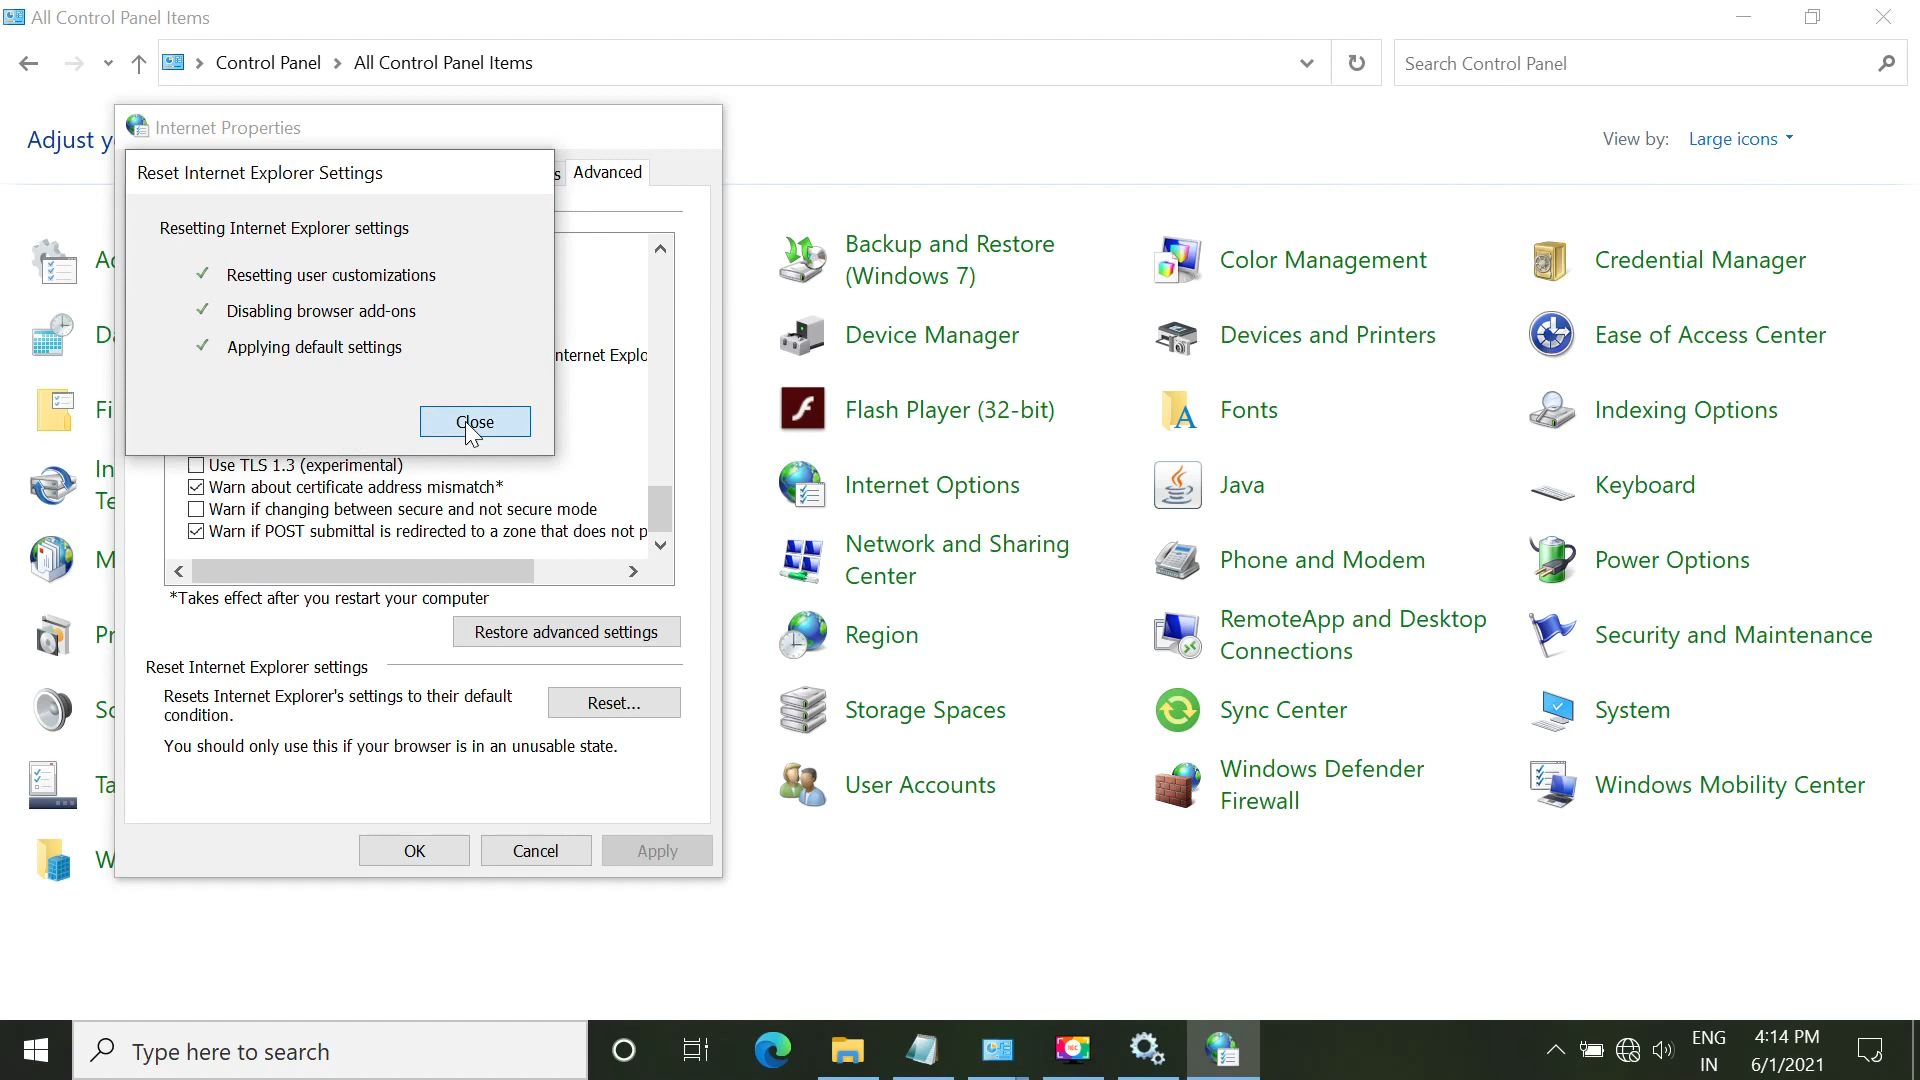 All Control Panel Items
Control Panel > All Control Panel Items
Search Control Panel
Adjust y
View by: Large icons
Internet Properties
Reset Internet Explorer Settings
s
Advanced
Resetting Internet Explorer settings
Resetting user customizations
Disabling browser add-ons
Applying default settings
Close
nternet Explo
Use TLS 1.3 (experimental)
Warn about certificate address mismatch*
Warn if changing between secure and not secure mode
Warn if POST submittal is redirected to a zone that does not p
*Takes effect after you restart your computer
Restore advanced settings
Reset Internet Explorer settings
Resets Internet Explorer's settings to their default
condition.
Reset...
You should only use this if your browser is in an unusable state.
OK
Cancel
Apply
Ac
Da
Fi
In
Te
M
Pr
Sc
Ta
W
Backup and Restore
(Windows 7)
Color Management
Credential Manager
Device Manager
Devices and Printers
Ease of Access Center
Flash Player (32-bit)
Fonts
Indexing Options
Internet Options
Java
Keyboard
Network and Sharing
Center
Phone and Modem
Power Options
Region
RemoteApp and Desktop
Connections
Security and Maintenance
Storage Spaces
Sync Center
System
User Accounts
Windows Defender
Firewall
Windows Mobility Center
Type here to search
REC
ENG
IN
4:14 PM
6/1/2021